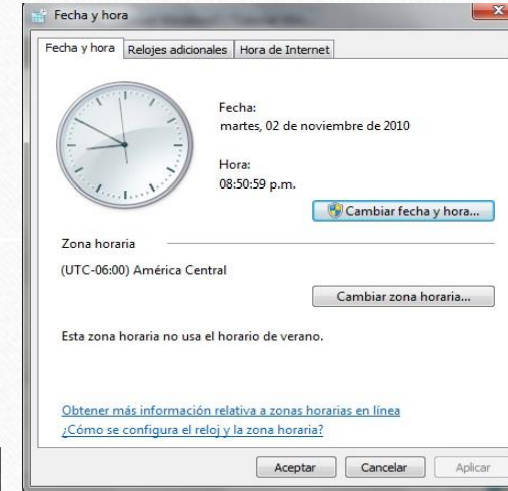 Fecha y hora
Fecha y hora Relojes adicionales Hora de Internet
Fecha:
martes, 02 de noviembre de 2010
Hora:
08:50:59 p.m.
Cambiar fecha y hora...
Zona horaria
(UTC-06:00) América Central
Cambiar zona horaria...
Esta zona horaria no usa el horario de verano.
Obtener más información relativa a zonas horarias en línea
¿Cómo se configura el reloj y la zona horaria?
Aceptar Cancelar Aplicar